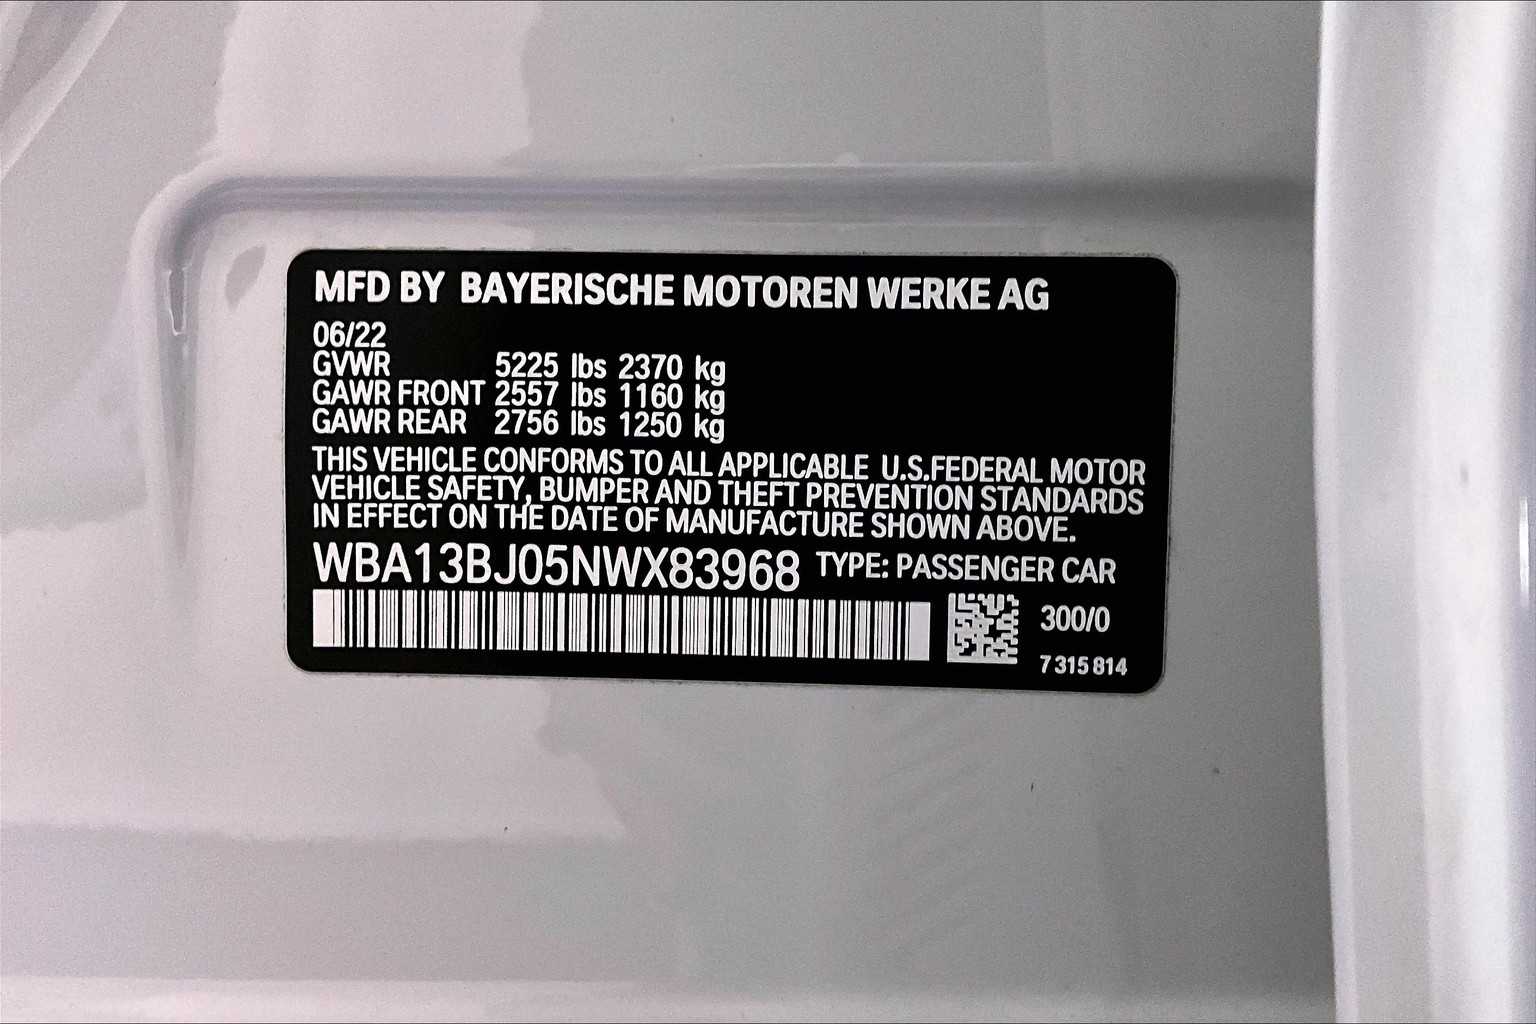 MFD BY BAYERISCHE MOTOREN WERKE AG
06/22
GVWR 5225 lbs 2370 kg
GAWR FRONT 2557 lbs 1160 kg
GAWR REAR 2756 lbs 1250 kg
THIS VEHICLE CONFORMS TO ALL APPLICABLE U.S.FEDERAL MOTOR
VEHICLE SAFETY, BUMPER AND THEFT PREVENTION STANDARDS
IN EFFECT ON THE DATE OF MANUFACTURE SHOWN ABOVE.
WBA13BJ05NWX83968 TYPE: PASSENGER CAR
300/0
7 315 814